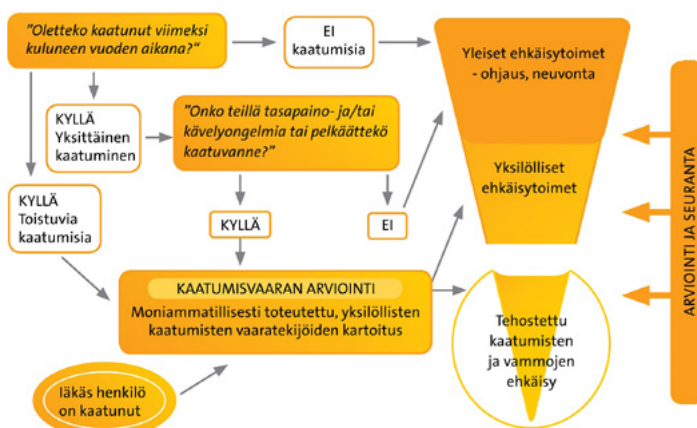 ”Oletteko kaatunut viimeksi
kuluneen vuoden aikana?“
EI
kaatumisia
Yleiset ehkäisytoimet
- ohjaus, neuvonta
KYLLÄ
Yksittäinen
kaatuminen
”Onko teillä tasapaino- ja/tai
kävelyongelmia tai pelkäättekö
kaatuvanne?”
Yksilölliset
ehkäisytoimet
KYLLÄ
Toistuvia
kaatumisia
KYLLÄ
EI
KAATUMISVAARAN ARVIOINTI
Moniammatillisesti toteutettu, yksilöllisten
kaatumisten vaaratekijöiden kartoitus
Tehostettu
kaatumisten
ja vammojen
ehkäisy
Iäkäs henkilö
on kaatunut
ARVIOINTI JA SEURANTA